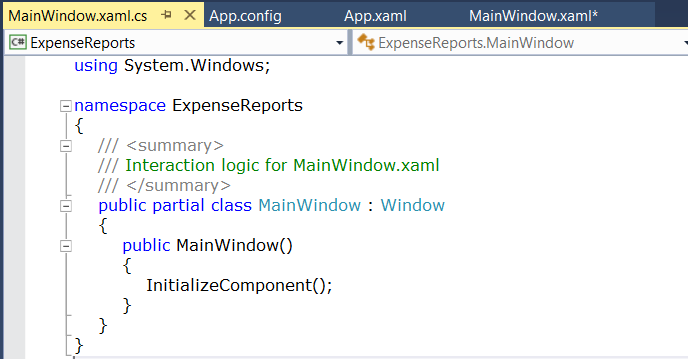 MainWindow.xaml.cs App.config App.xaml MainWindow.xaml*
C# ExpenseReports ExpenseReports.MainWindow
using System.Windows;
namespace ExpenseReports
{
/// <summary>
/// Interaction logic for MainWindow.xaml
/// </summary>
public partial class MainWindow : Window
{
public MainWindow()
{
InitializeComponent();
}
}
}